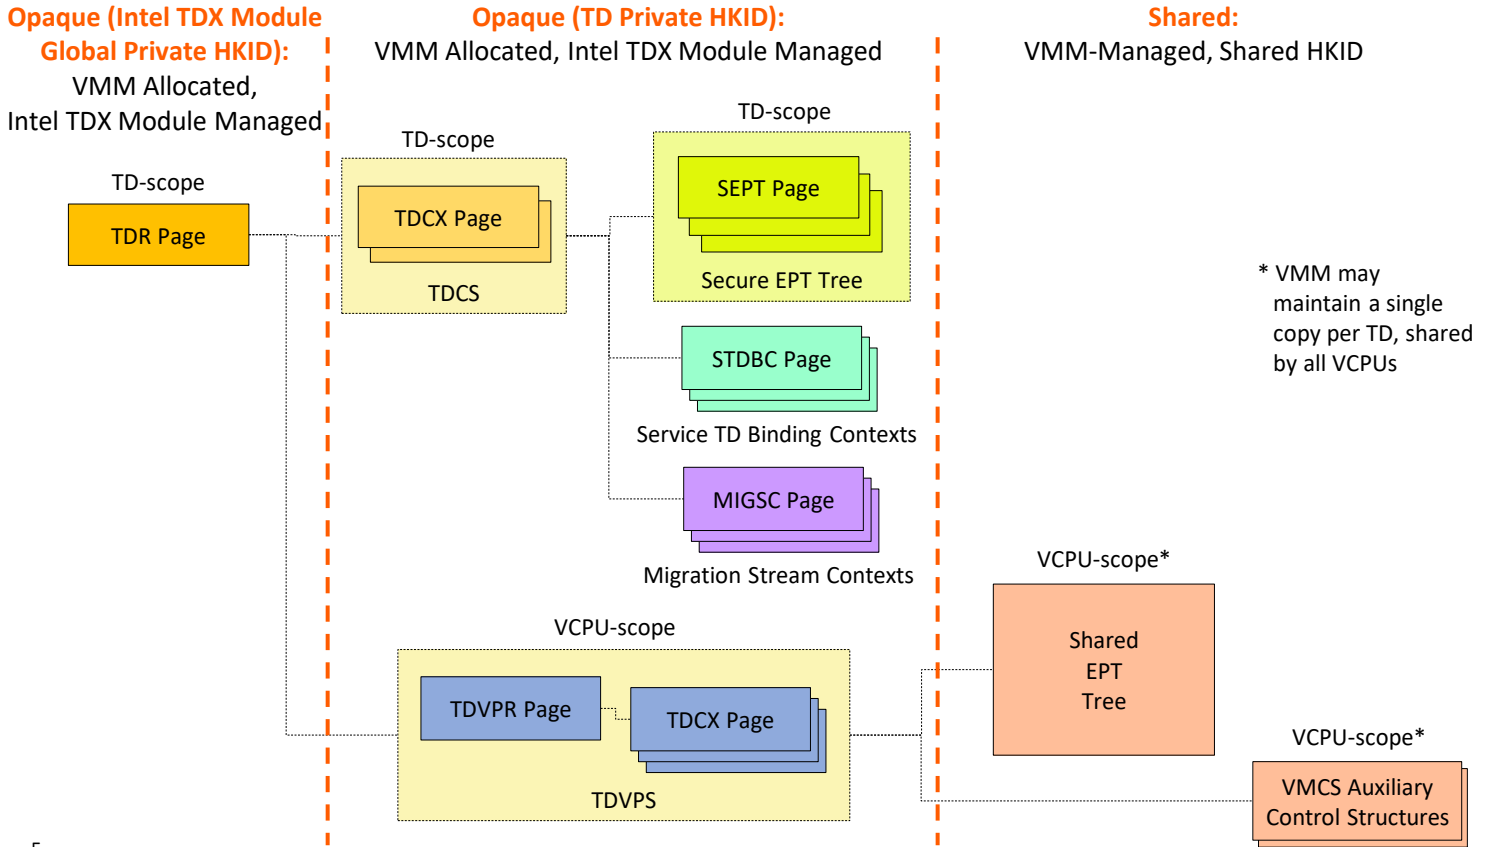 Opaque (Intel TDX Module
Global Private HKID):
VMM Allocated,
Intel TDX Module Managed
Opaque (TD Private HKID):
VMM Allocated, Intel TDX Module Managed
Shared:
VMM-Managed, Shared HKID
TD-scope
TDR Page
TD-scope
TDCX Page
TDCS
TD-scope
SEPT Page
Secure EPT Tree
STDBC Page
Service TD Binding Contexts
MIGSC Page
Migration Stream Contexts
* VMM may
maintain a single
copy per TD, shared
by all VCPUs
VCPU-scope
TDVPR Page
TDCX Page
TDVPS
VCPU-scope*
Shared
EPT
Tree
VCPU-scope*
VMCS Auxiliary
Control Structures